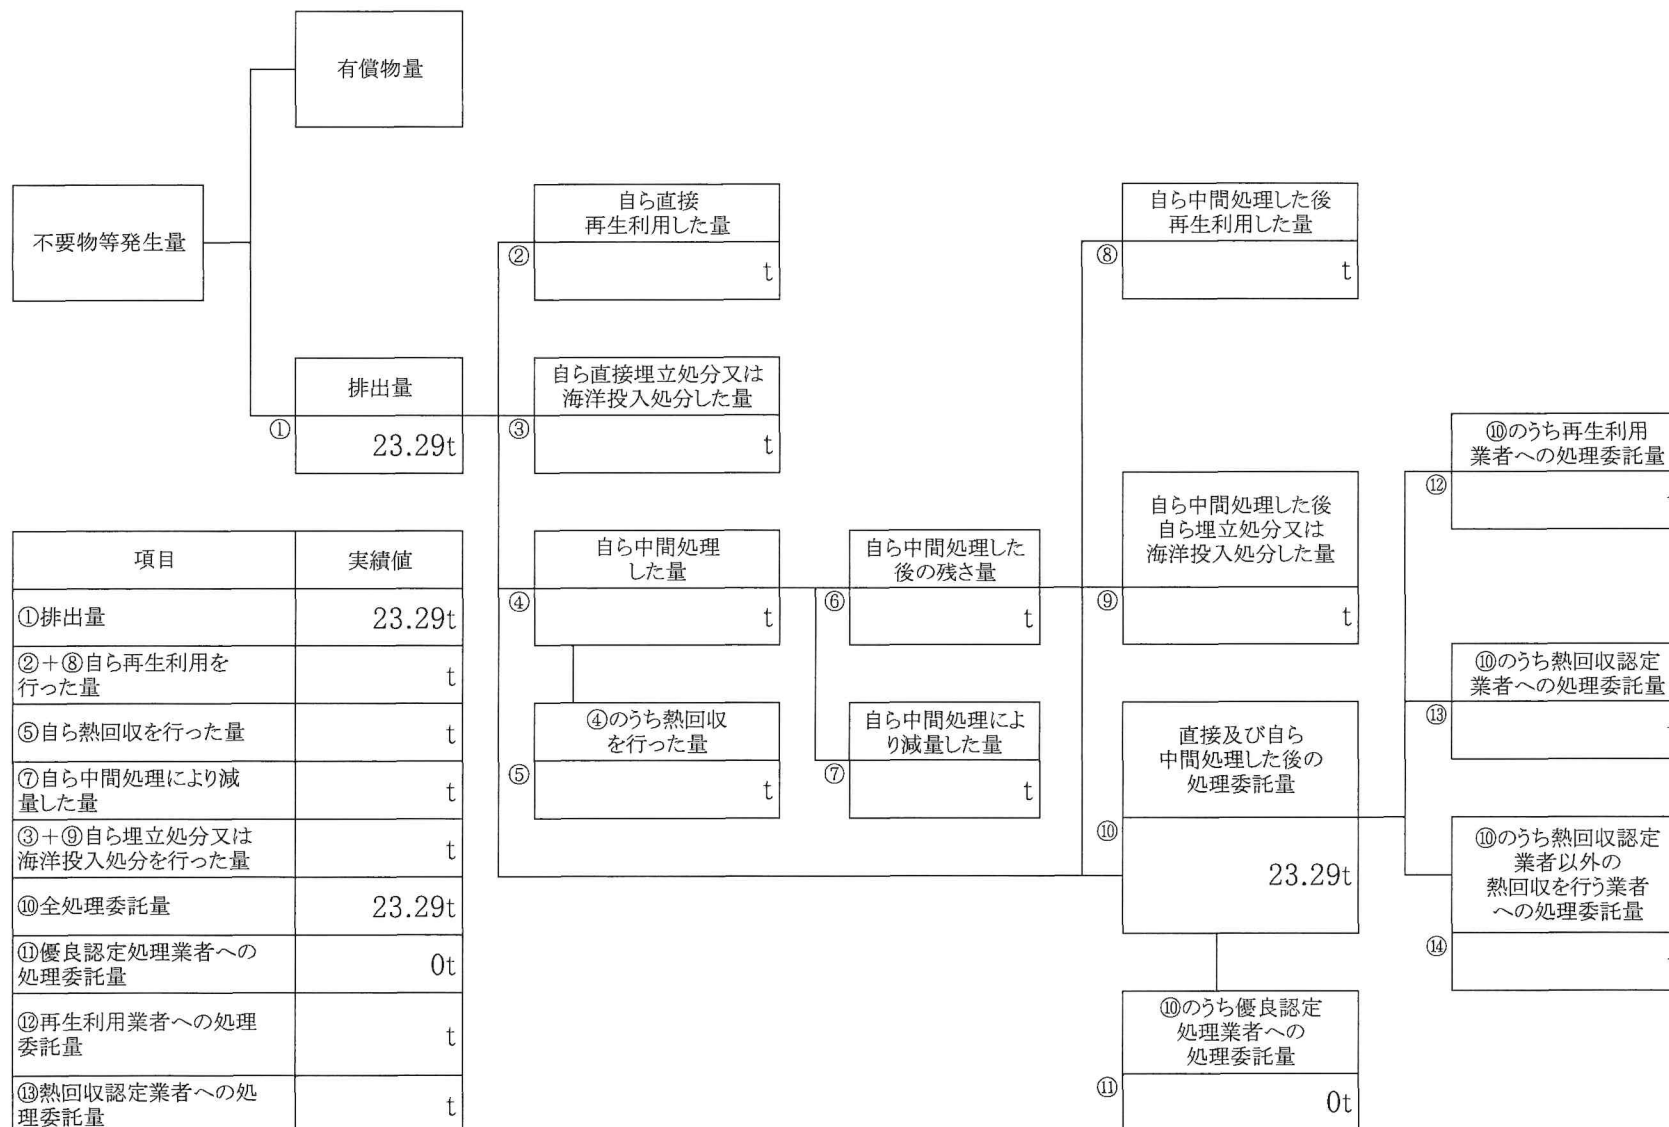 有償物量
不要物等発生量
自ら直接
再生利用した量
②
t
自ら中間処理した後
再生利用した量
⑧
t
排出量
①
23.29t
自ら直接埋立処分又は
海洋投入処分した量
③
t
⑩のうち再生利用
業者への処理委託量
⑫
自ら中間処理
した量
④
t
自ら中間処理した
後の残さ量
⑥
t
自ら中間処理した後
自ら埋立処分又は
海洋投入処分した量
⑨
t
⑩のうち熱回収認定
業者への処理委託量
⑬
④のうち熱回収
を行った量
⑤
t
自ら中間処理によ
り減量した量
⑦
t
直接及び自ら
中間処理した後の
処理委託量
⑩
23.29t
⑩のうち熱回収認定
業者以外の
熱回収を行う業者
への処理委託量
⑭
⑩のうち優良認定
処理業者への
処理委託量
⑪
0t
項目 実績値
①排出量 23.29t
②+⑧自ら再生利用を
行った量 t
⑤自ら熱回収を行った量 t
⑦自ら中間処理により減
量した量 t
③+⑨自ら埋立処分又は
海洋投入処分を行った量 t
⑩全処理委託量 23.29t
⑪優良認定処理業者への
処理委託量 0t
⑫再生利用業者への処理
委託量 t
⑬熱回収認定業者への処
理委託量 t